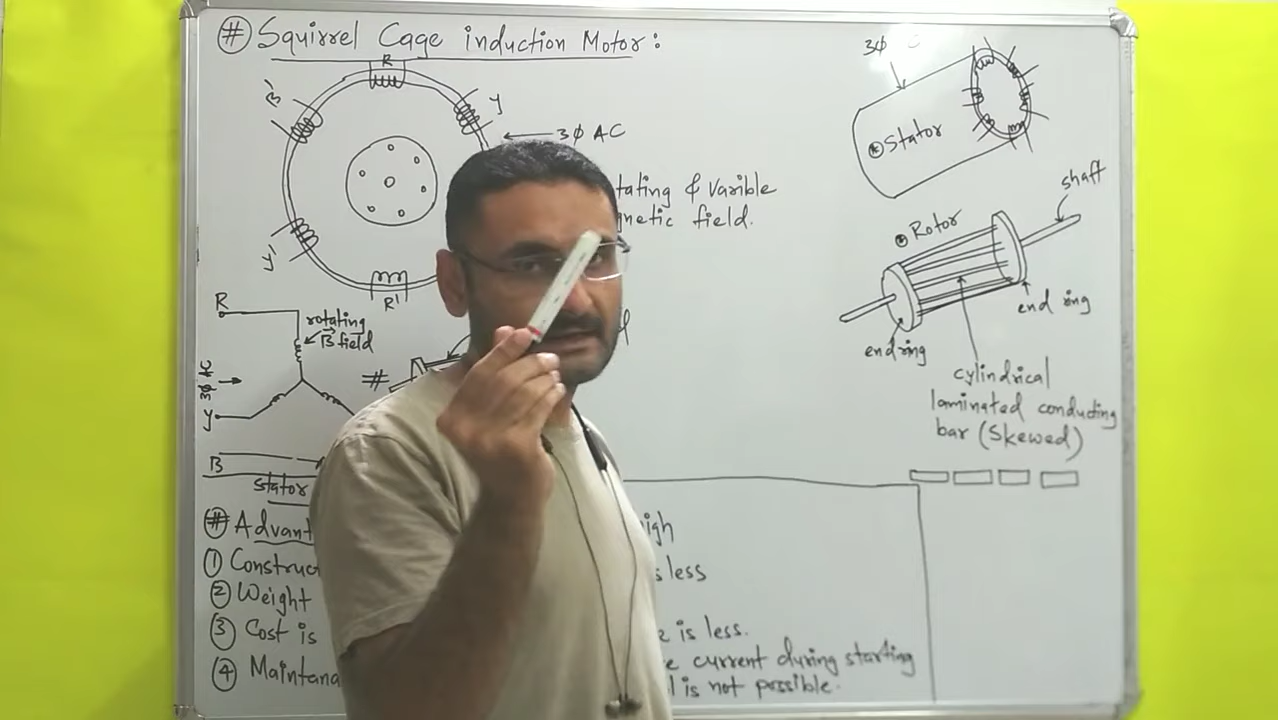 # Squirrel Cage induction Motor:
R
B'
Y
3φ AC
tating & varible
gnetic field.
Y'
R'
R
rotating
B field
3φ AC
#
Y
B
stator
# Advant
① Construc
② Weight
③ Cost is
④ Maintana
igh
s less
is less.
e current during starting
l is not possible.
3φ
Stator
shaft
Rotor
end ring
end ring
cylindrical
laminated conducting
bar (Skewed)